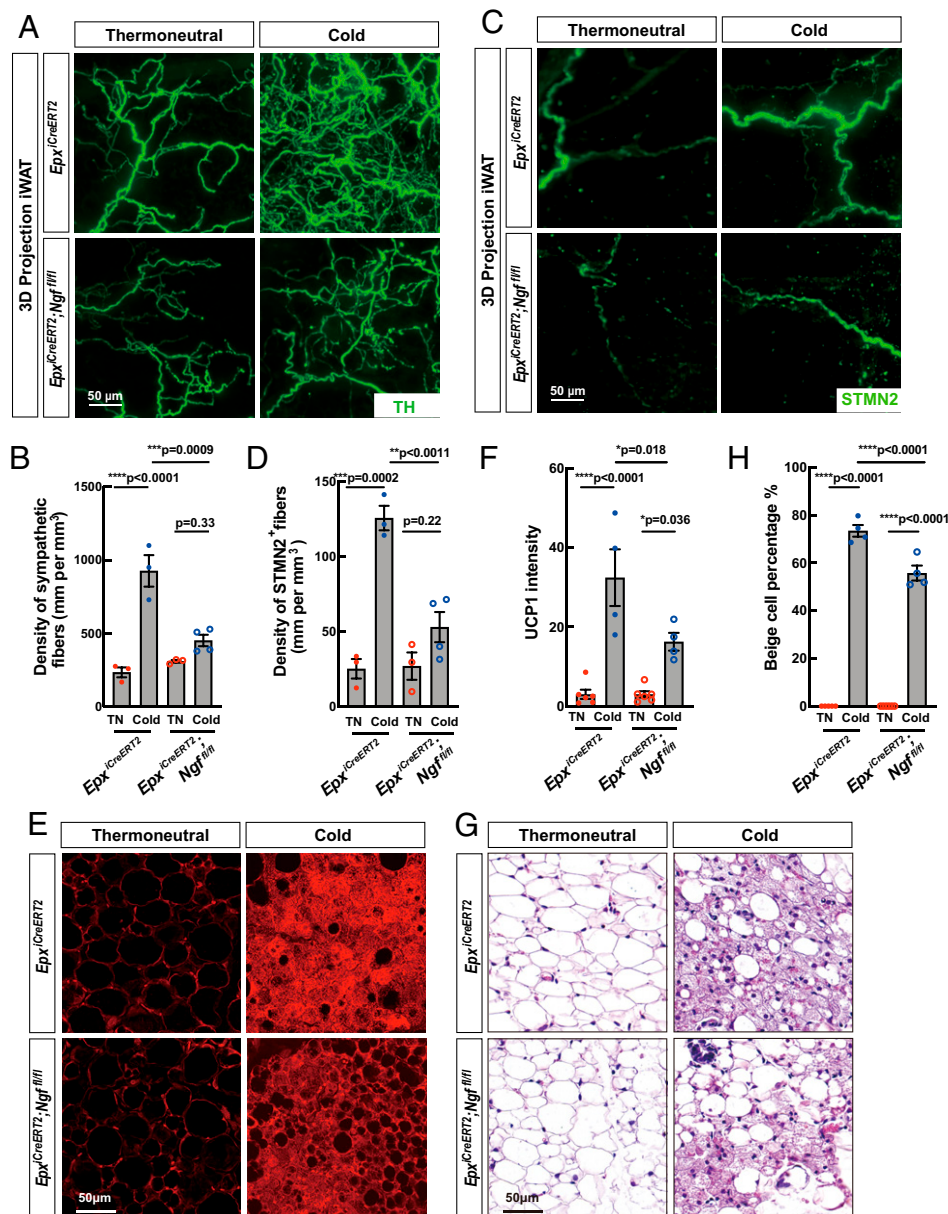 A
Thermoneutral
Cold
3D Projection iWAT
Epx^iCreERT2
Epx^iCreERT2;Ngf^fl/fl
50 μm
TH
C
Thermoneutral
Cold
3D Projection iWAT
Epx^iCreERT2
Epx^iCreERT2;Ngf^fl/fl
50 μm
STMN2
B
***p=0.0009
****p<0.0001
p=0.33
Density of sympathetic
fibers (mm per mm³)
1500
1000
500
0
TN
Cold
TN
Cold
Epx^iCreERT2
Epx^iCreERT2;
Ngf^fl/fl
D
**p<0.0011
***p=0.0002
p=0.22
Density of STMN2⁺fibers
(mm per mm³)
150
100
50
0
TN
Cold
TN
Cold
Epx^iCreERT2
Epx^iCreERT2;
Ngf^fl/fl
F
*p=0.018
****p<0.0001
*p=0.036
UCP1 intensity
60
40
20
0
TN
Cold
TN
Cold
Epx^iCreERT2
Epx^iCreERT2;
Ngf^fl/fl
H
****p<0.0001
****p<0.0001
****p<0.0001
Beige cell percentage %
100
80
60
40
20
0
TN
Cold
TN
Cold
Epx^iCreERT2
Epx^iCreERT2;
Ngf^fl/fl
E
Thermoneutral
Cold
Epx^iCreERT2
Epx^iCreERT2;Ngf^fl/fl
50μm
G
Thermoneutral
Cold
Epx^iCreERT2
Epx^iCreERT2;Ngf^fl/fl
50μm